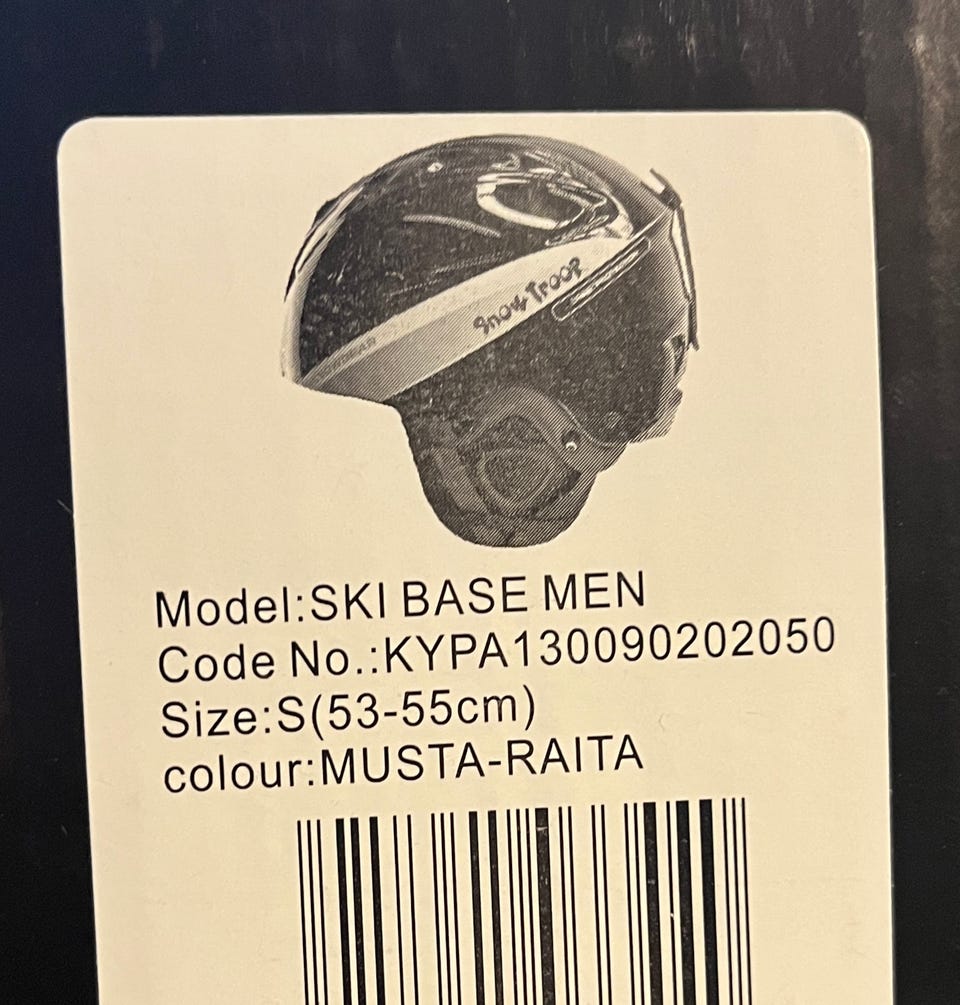 Snow Troop
Model:SKI BASE MEN
Code No.:KYPA130090202050
Size:S(53-55cm)
colour:MUSTA-RAITA